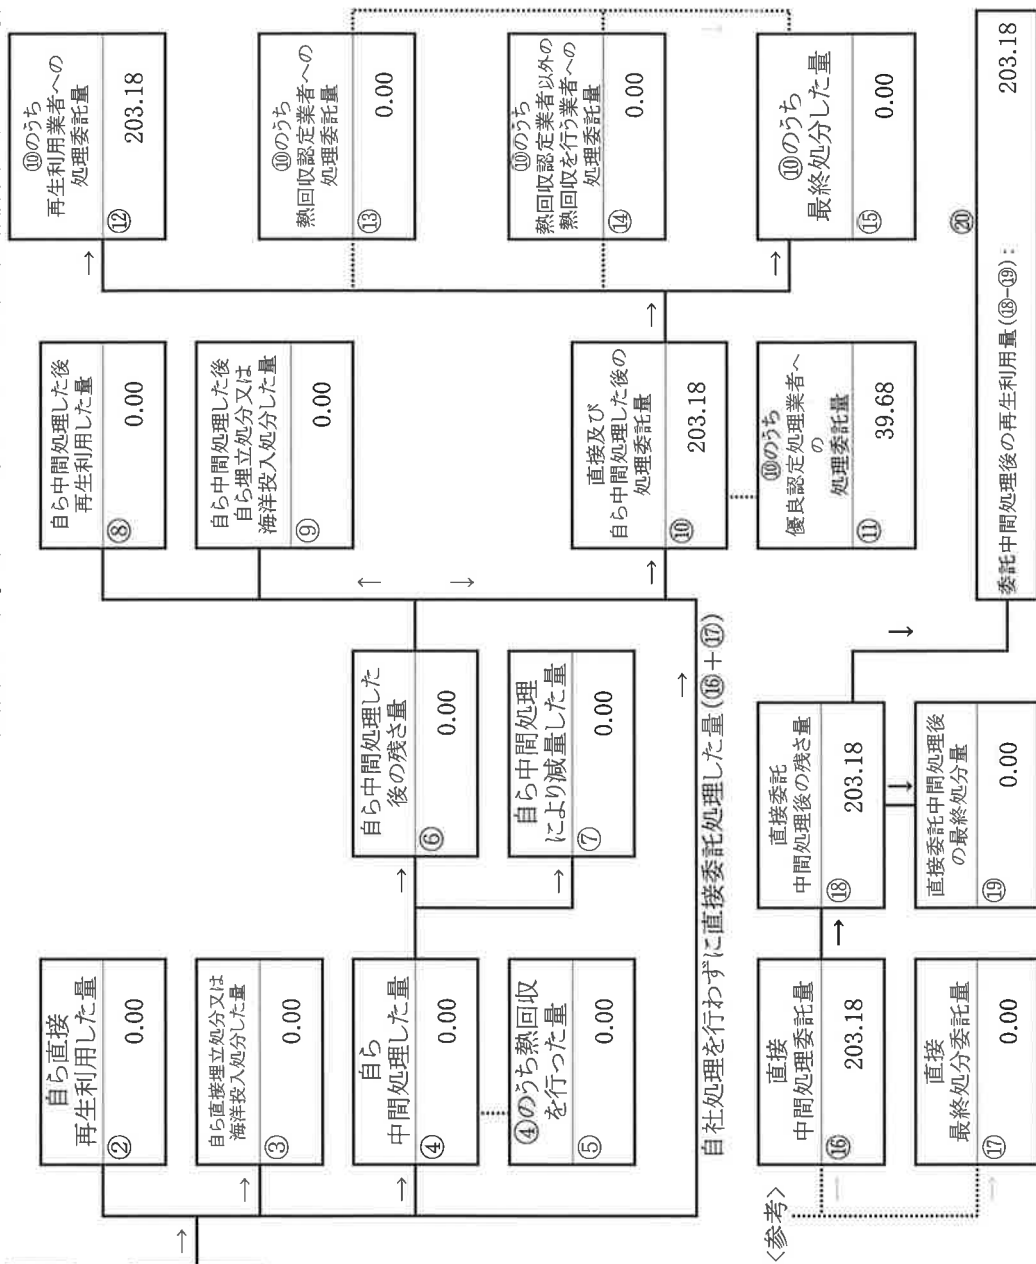 自ら直接
再生利用した量
②
0.00
自ら直接埋立処分又は
海洋投入処分した量
③
0.00
自ら
中間処理した量
④
0.00
④のうち熱回収
を行った量
⑤
0.00
自ら中間処理した
後の残さ量
⑥
0.00
自ら中間処理
により減量した量
⑦
0.00
自ら中間処理した後
再生利用した量
⑧
0.00
自ら中間処理した後
自ら埋立処分又は
海洋投入処分した量
⑨
0.00
直接及び
自ら中間処理した後の
処理委託量
⑩
203.18
⑩のうち
優良認定処理業者へ
の
処理委託量
⑪
39.68
⑩のうち
再生利用業者への
処理委託量
⑫
203.18
⑩のうち
熱回収認定業者への
処理委託量
⑬
0.00
⑩のうち
熱回収認定業者以外の
熱回収を行う業者への
処理委託量
⑭
0.00
⑩のうち
最終処分した量
⑮
0.00
自社処理を行わずに直接委託処理した量(⑯+⑰)
<参考>
直接
中間処理委託量
⑯
203.18
直接
最終処分委託量
⑰
0.00
直接委託
中間処理後の残さ量
⑱
203.18
直接委託中間処理後
の最終処分量
⑲
0.00
⑳
委託中間処理後の再生利用量(⑱-⑲):
203.18